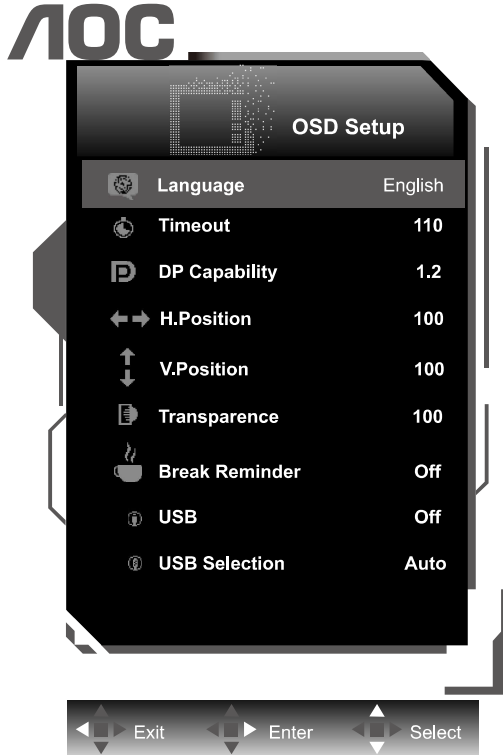 AOC
OSD Setup
Language English
Timeout 110
DP Capability 1.2
H.Position 100
V.Position 100
Transparence 100
Break Reminder Off
USB Off
USB Selection Auto
Exit Enter Select